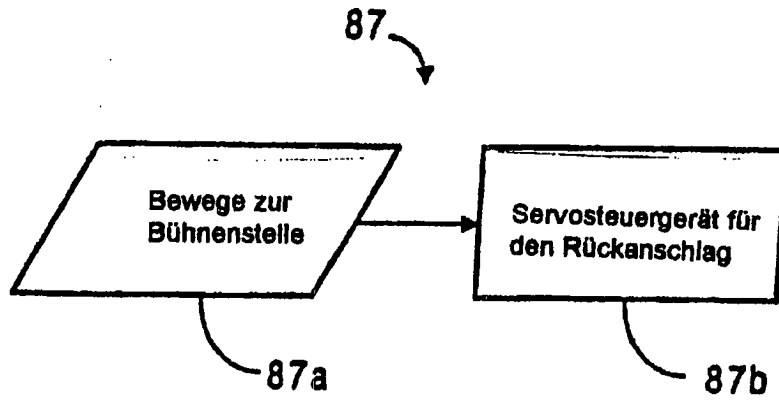 87
Bewege zur
Bühnenstelle
Servosteuergerät für
den Rückanschlag
87a
87b